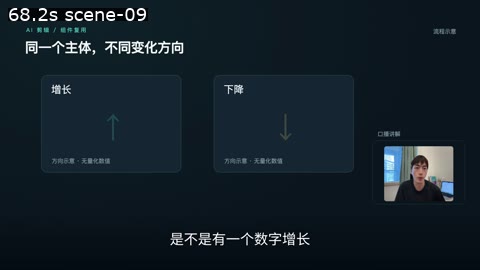 68.2s scene-09
AI 剪辑 / 组件复用
同一个主体，不同变化方向
流程示意
增长
方向示意 · 无量化数值
下降
方向示意 · 无量化数值
口播讲解
是不是有一个数字增长